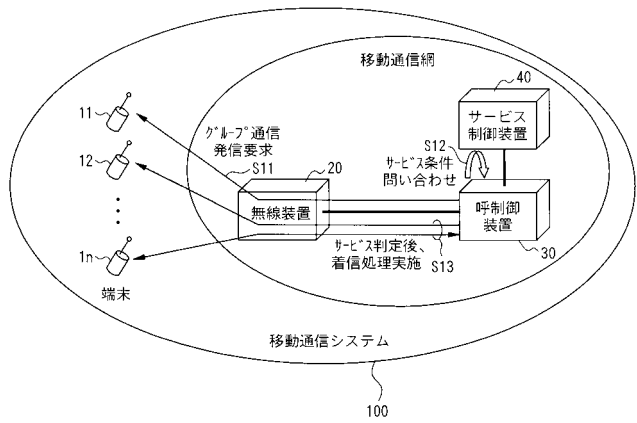 移動通信網
40
サービス
制御装置
11
グループ通信
発信要求
S12
サービス条件
問い合わせ
12
S11
20
無線装置
呼制御
装置
サービス判定後、
着信処理実施
S13
30
1n
端末
移動通信システム
100